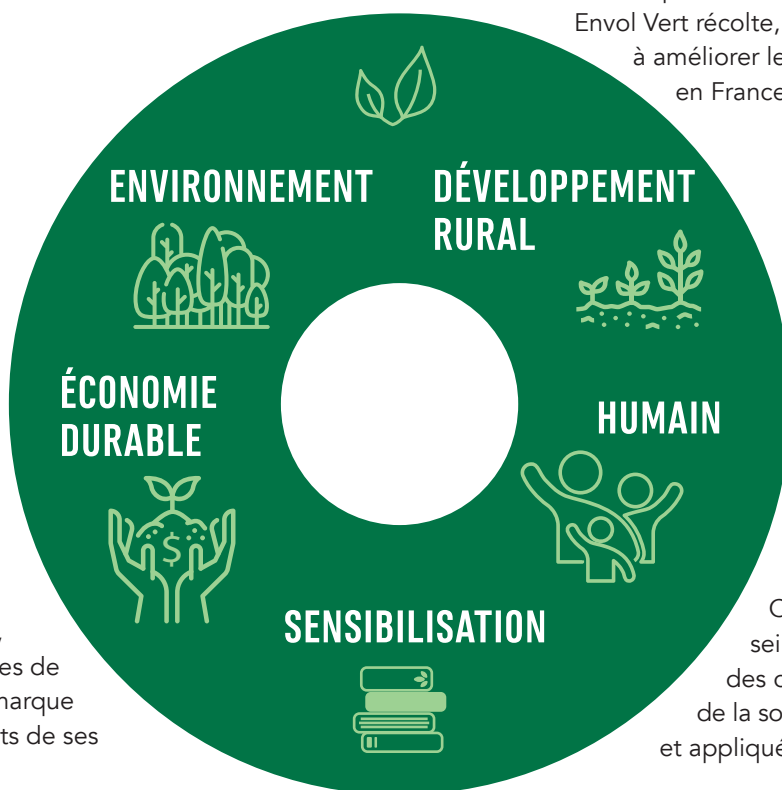 Envol Vert récolte,
à améliorer le
en France
ENVIRONNEMENT
DÉVELOPPEMENT
RURAL
ÉCONOMIE
DURABLE
$
HUMAIN
SENSIBILISATION
es de
marque
ts de ses
sei
des
de la so
et appliqué